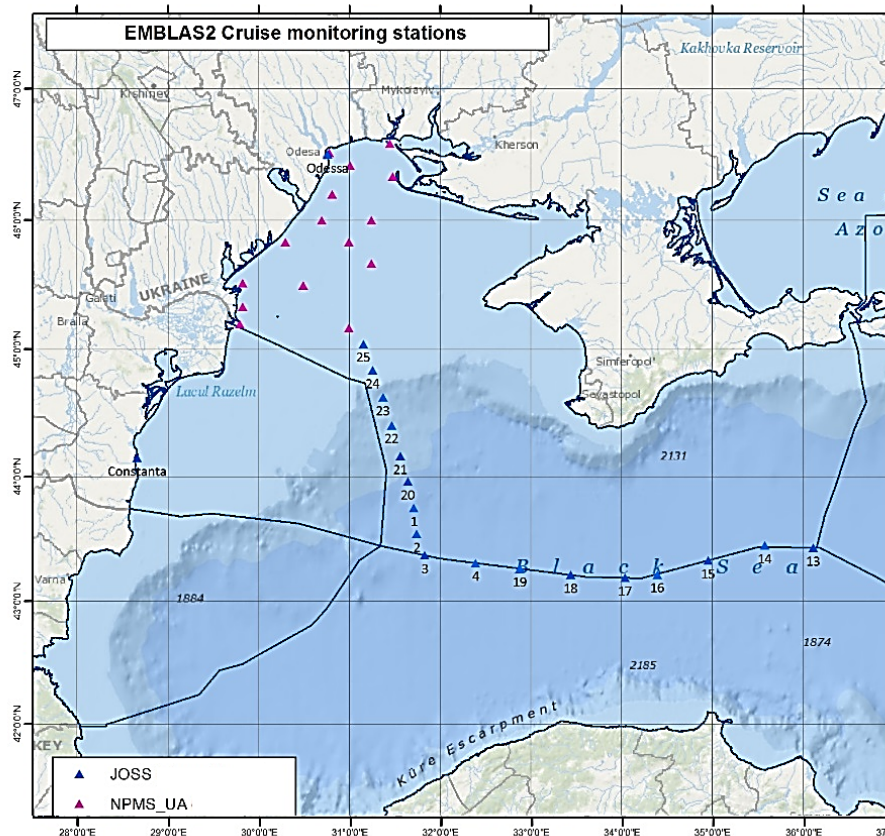 EMBLAS2 Cruise monitoring stations
Kakhovka Reservoir
Krshinev
Mykolayiv
47°0'0"N
Odesa
Odessa
Kherson
Sea
Azo
46°0'0"N
UKRAINE
Galati
Braila
45°0'0"N
25
24
Simferopol'
Lacul Razelm
23
Sevastopol
22
2131
Constanta
21
44°0'0"N
20
1
2
3
Black Sea
4
19
18
17
16
15
14
13
Varna
1884
43°0'0"N
1874
2185
Küre Escarpment
42°0'0"N
KEY
JOSS
NPMS_UA
28°0'0"E
29°0'0"E
30°0'0"E
31°0'0"E
32°0'0"E
33°0'0"E
34°0'0"E
35°0'0"E
36°0'0"E